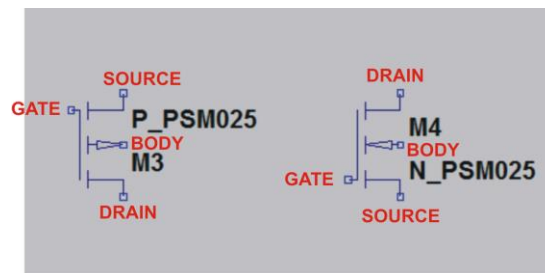 SOURCE
GATE
P_PSM025
BODY
M3
DRAIN
DRAIN
M4
BODY
GATE
N_PSM025
SOURCE